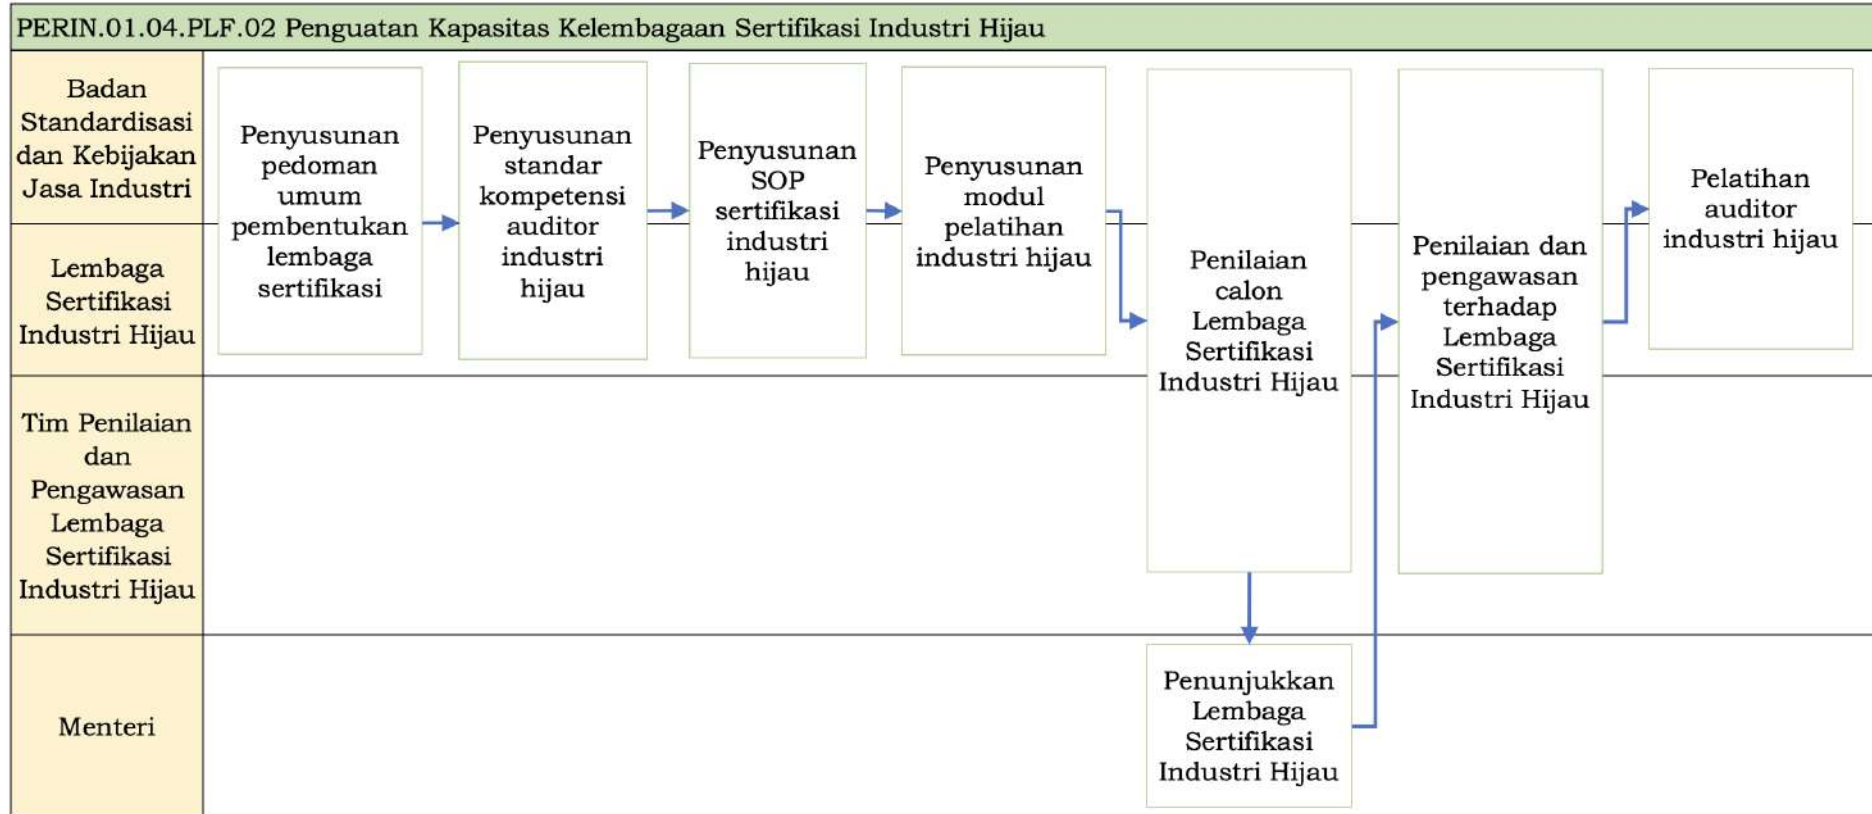 PERIN.01.04.PLF.02 Penguatan Kapasitas Kelembagaan Sertifikasi Industri Hijau
Badan
Standardisasi
dan Kebijakan
Jasa Industri
Lembaga
Sertifikasi
Industri Hijau
Tim Penilaian
dan
Pengawasan
Lembaga
Sertifikasi
Industri Hijau
Menteri
Penyusunan
pedoman
umum
pembentukan
lembaga
sertifikasi
Penyusunan
standar
kompetensi
auditor
industri
hijau
Penyusunan
SOP
sertifikasi
industri
hijau
Penyusunan
modul
pelatihan
industri hijau
Penilaian
calon
Lembaga
Sertifikasi
Industri Hijau
Penunjukkan
Lembaga
Sertifikasi
Industri Hijau
Penilaian dan
pengawasan
terhadap
Lembaga
Sertifikasi
Industri Hijau
Pelatihan
auditor
industri hijau